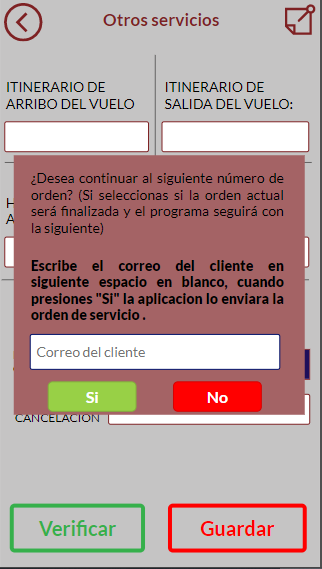 Otros servicios
ITINERARIO DE
ARRIBO DEL VUELO
ITINERARIO DE
SALIDA DEL VUELO:
¿Desea continuar al siguiente número de
orden? (Si seleccionas si la orden actual
será finalizada y el programa seguirá con
la siguiente)
Escribe el correo del cliente en
siguiente espacio en blanco, cuando
presiones "Si" la aplicacion lo enviara la
orden de servicio .
Correo del cliente
Si
No
CANCELACION
Verificar
Guardar